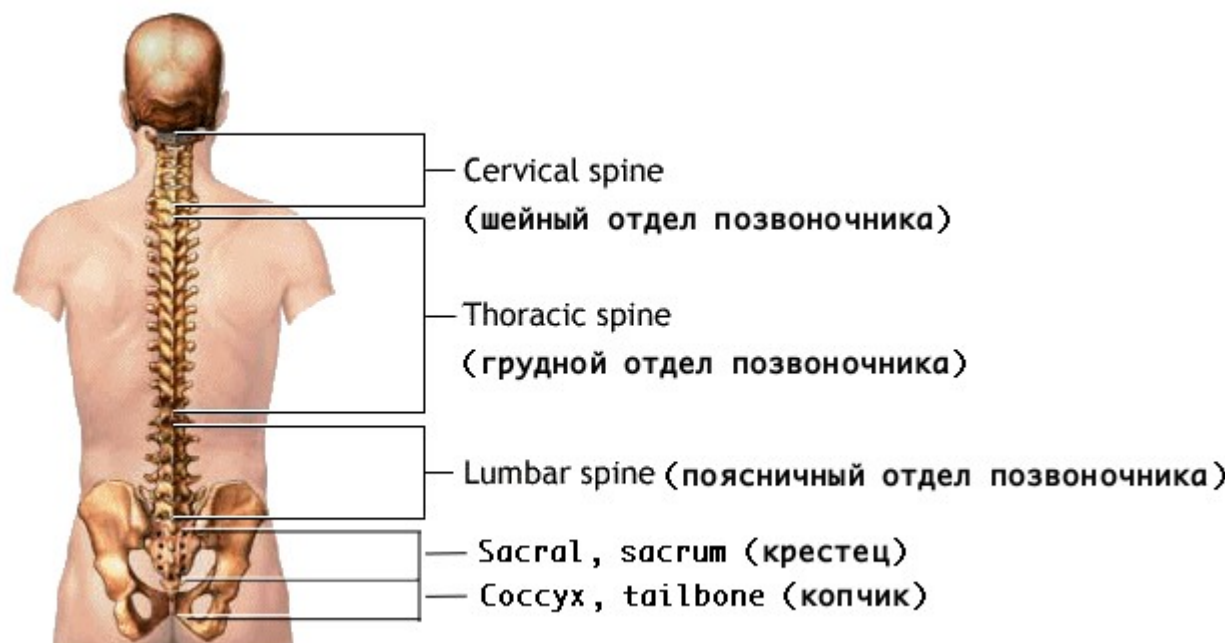 Cervical spine
(шейный отдел позвоночника)
Thoracic spine
(грудной отдел позвоночника)
Lumbar spine (поясничный отдел позвоночника)
Sacral, sacrum (крестец)
Coccyx, tailbone (копчик)